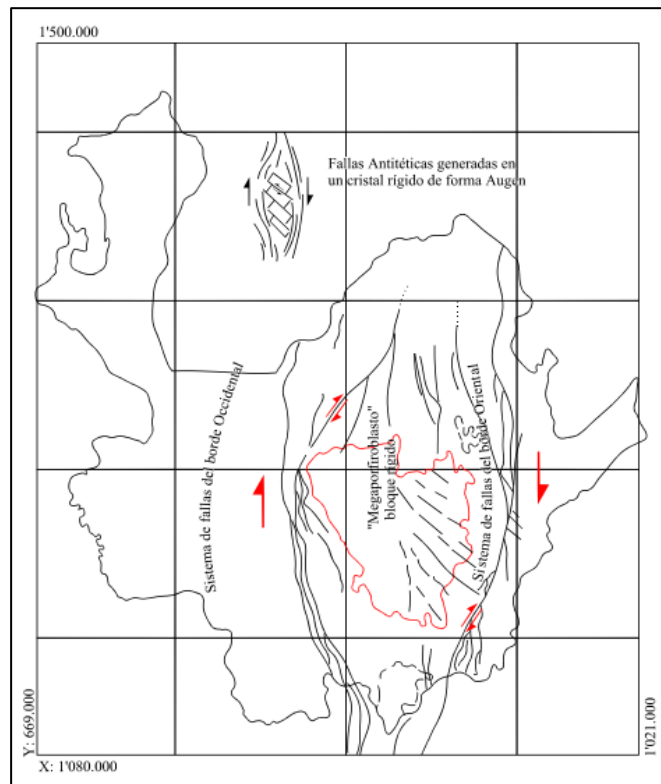 1'500.000
Fallas Antitéticas generadas en
un cristal rígido de forma Augen
Sistema de fallas del borde Occidental
"Megaporfiroblasto"
bloque rígido
Sistema de fallas del borde Oriental
Y: 669.000
X: 1'080.000
1'021.000